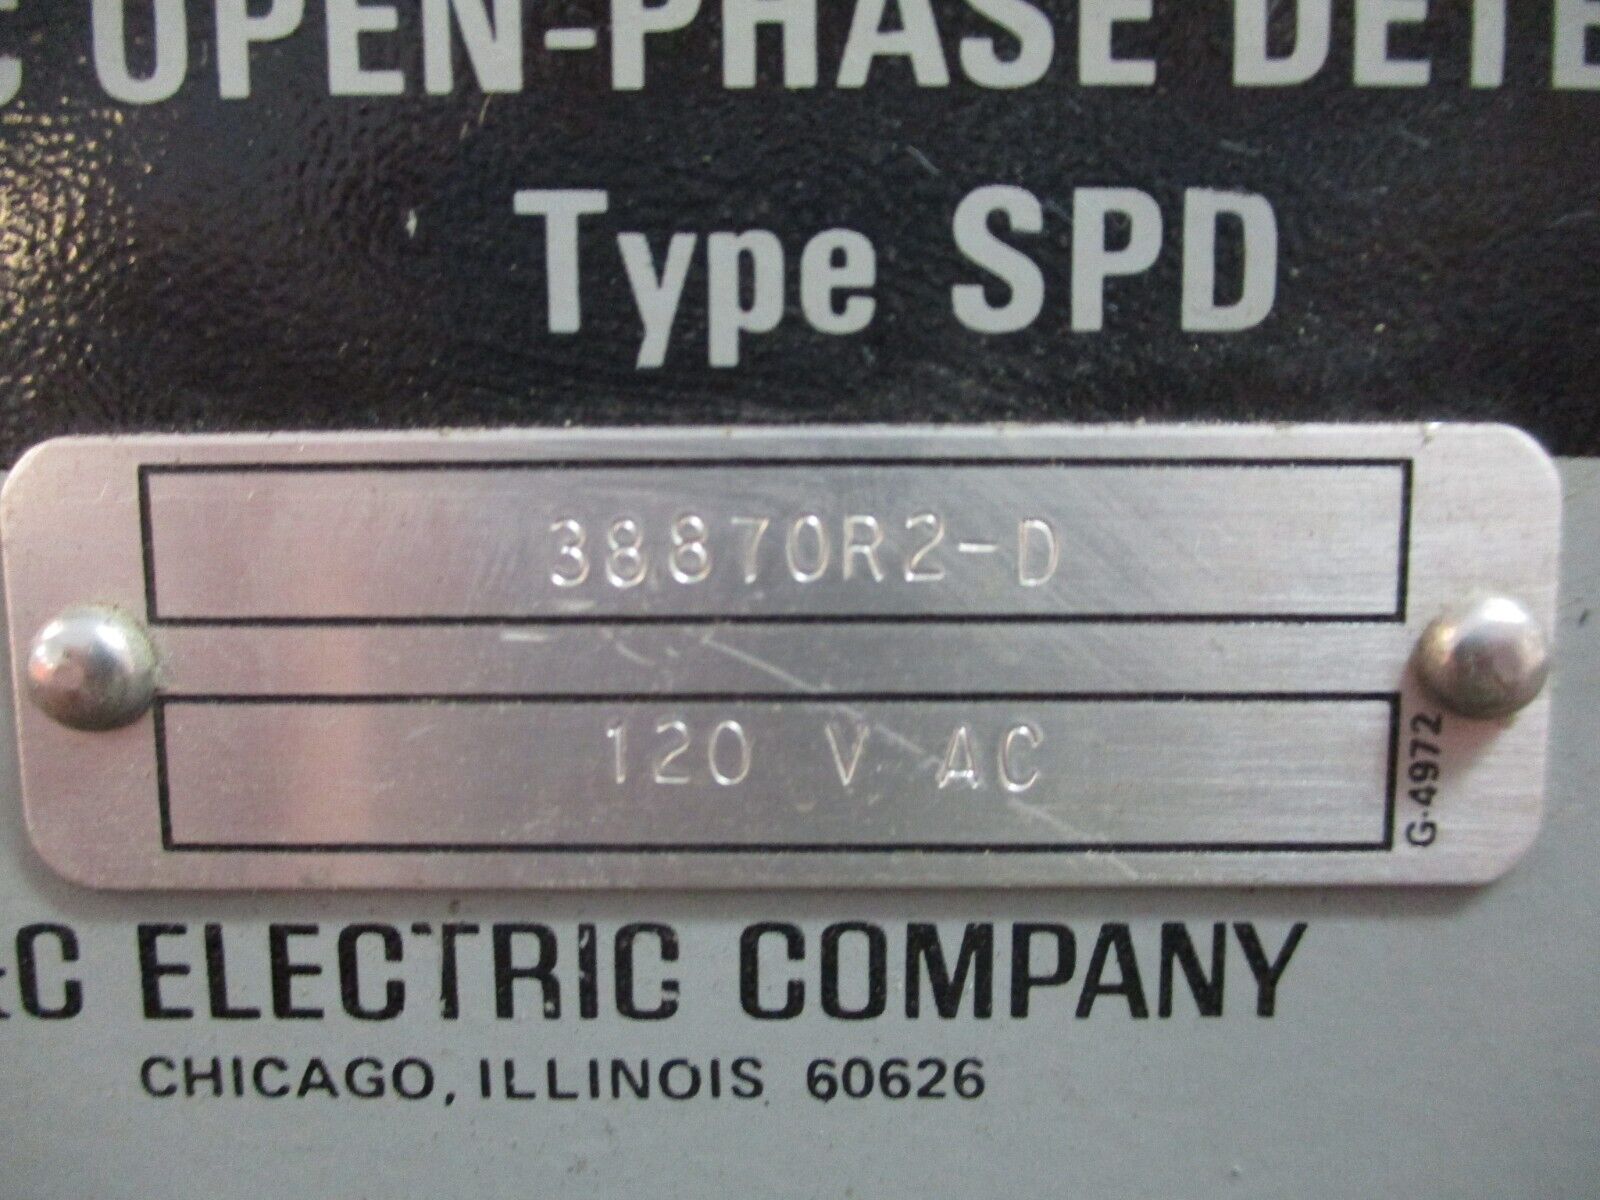 C OPEN-PHASE DETE
Type SPD
38870R2-D
120 V AC
G-4972
&C ELECTRIC COMPANY
CHICAGO, ILLINOIS 60626